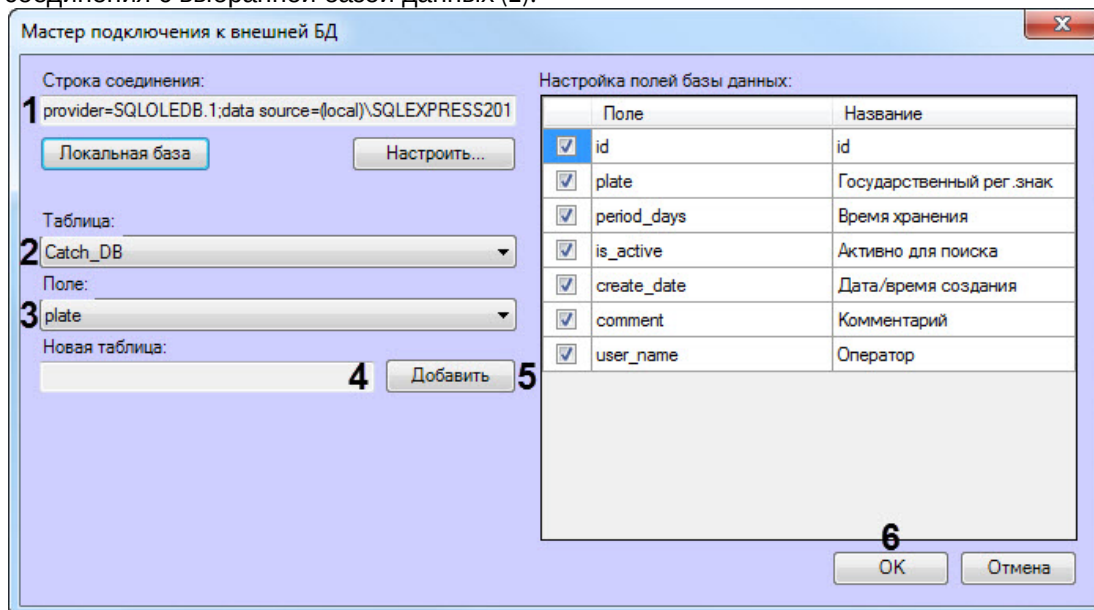 соединения с выбранной базой данных (2).
Мастер подключения к внешней БД
Строка соединения:
1 provider=SQLOLEDB.1;data source=(local)\SQLEXPRESS201
Локальная база Настроить...
Таблица:
2 Catch_DB
Поле:
3 plate
Новая таблица:
4 Добавить 5
Настройка полей базы данных:
Поле Название
id id
plate Государственный рег.знак
period_days Время хранения
is_active Активно для поиска
create_date Дата/время создания
comment Комментарий
user_name Оператор
6
OK Отмена